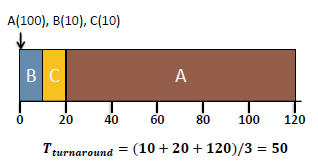 A(100), B(10), C(10)
B C A
0 20 40 60 80 100 120
T_turnaround = (10 + 20 + 120)/3 = 50